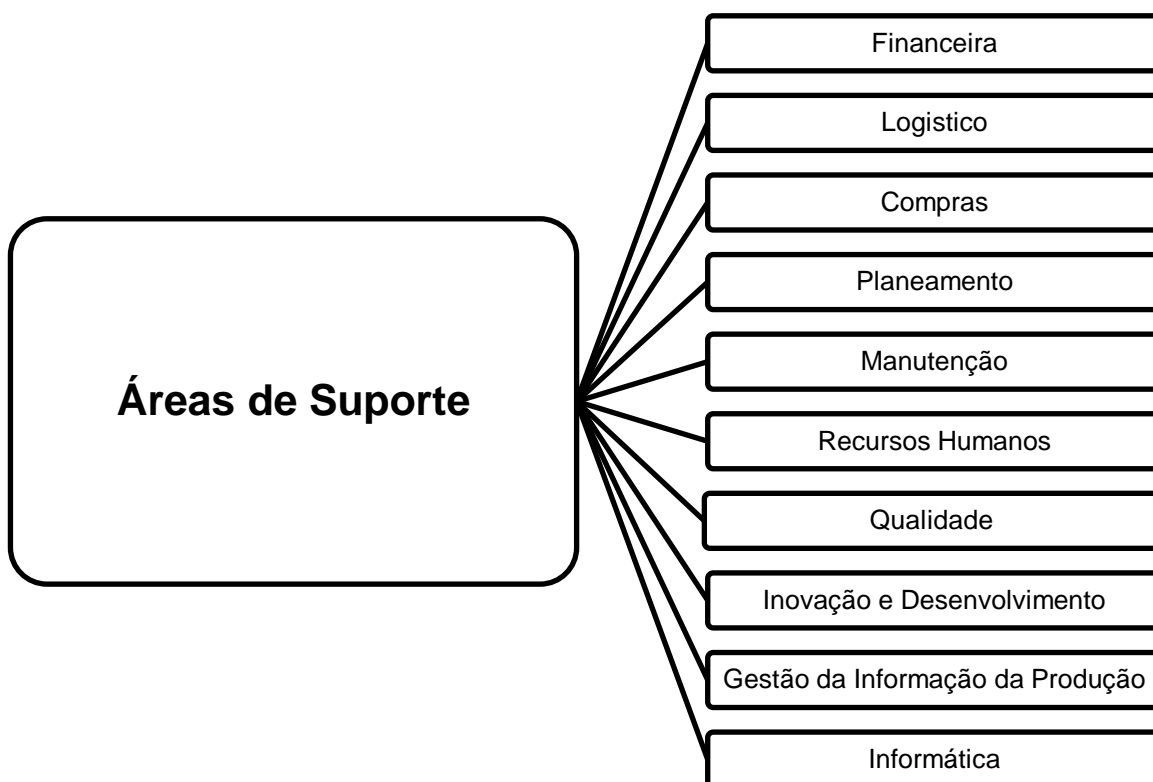 Áreas de Suporte
Financeira
Logistico
Compras
Planeamento
Manutenção
Recursos Humanos
Qualidade
Inovação e Desenvolvimento
Gestão da Informação da Produção
Informática